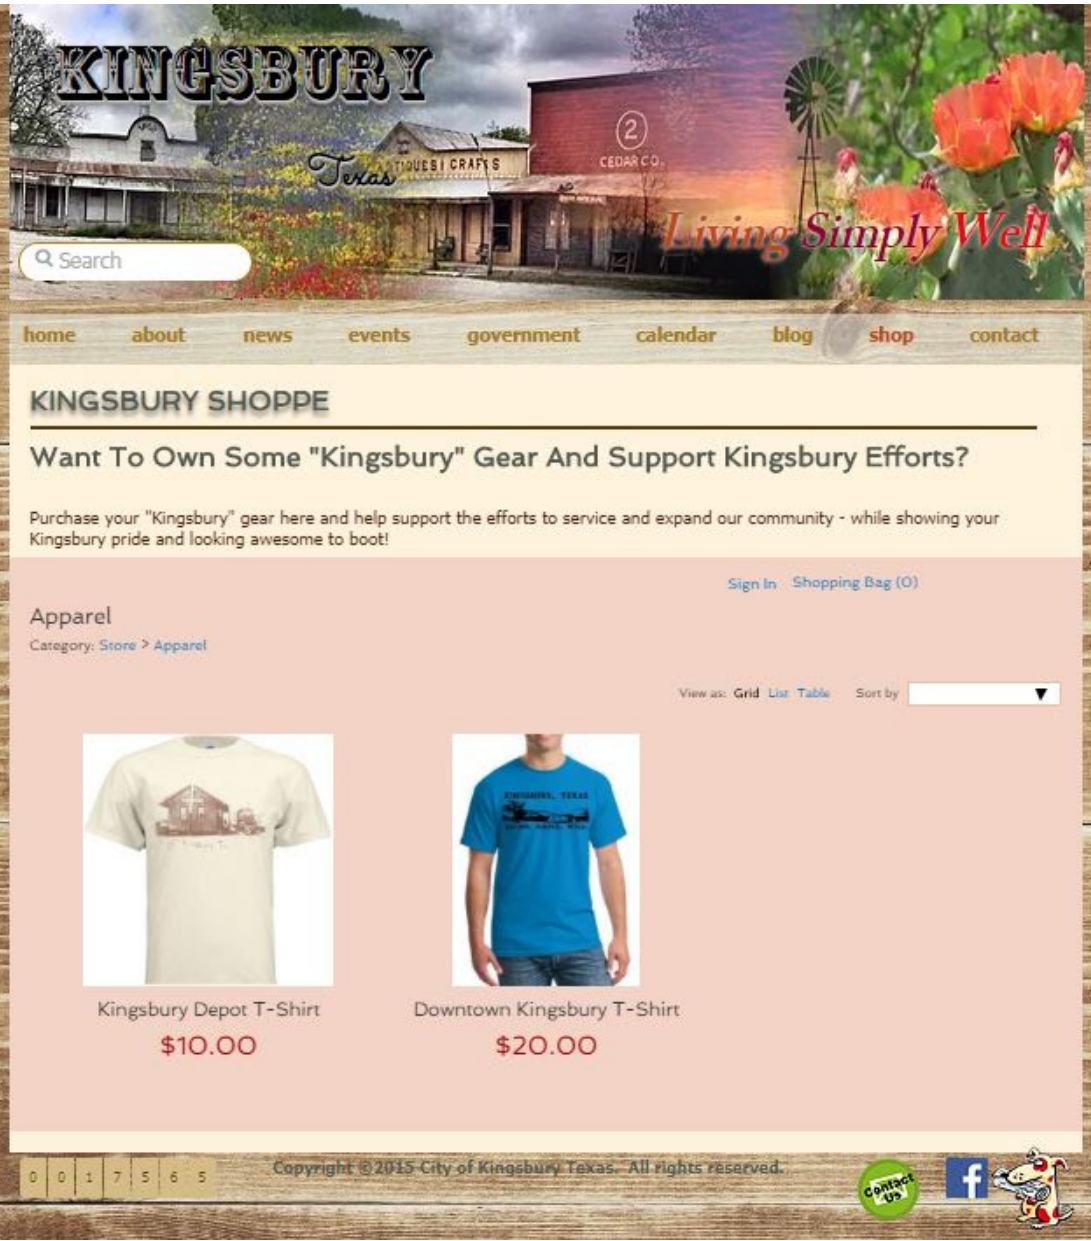 KINGSBURY
Texas
ANTIQUES & CRAFTS
2
CEDAR CO.
Living Simply Well
Search
home about news events government calendar blog shop contact
KINGSBURY SHOPPE
Want To Own Some "Kingsbury" Gear And Support Kingsbury Efforts?
Purchase your "Kingsbury" gear here and help support the efforts to service and expand our community - while showing your
Kingsbury pride and looking awesome to boot!
Sign In Shopping Bag (0)
Apparel
Category: Store > Apparel
View as: Grid List Table Sort by
KINGSBURY, TEXAS
Kingsbury Depot T-Shirt
Downtown Kingsbury T-Shirt
$10.00
$20.00
0 0 1 7 5 6 5
Copyright ©2015 City of Kingsbury Texas. All rights reserved.
Contact
Us
f